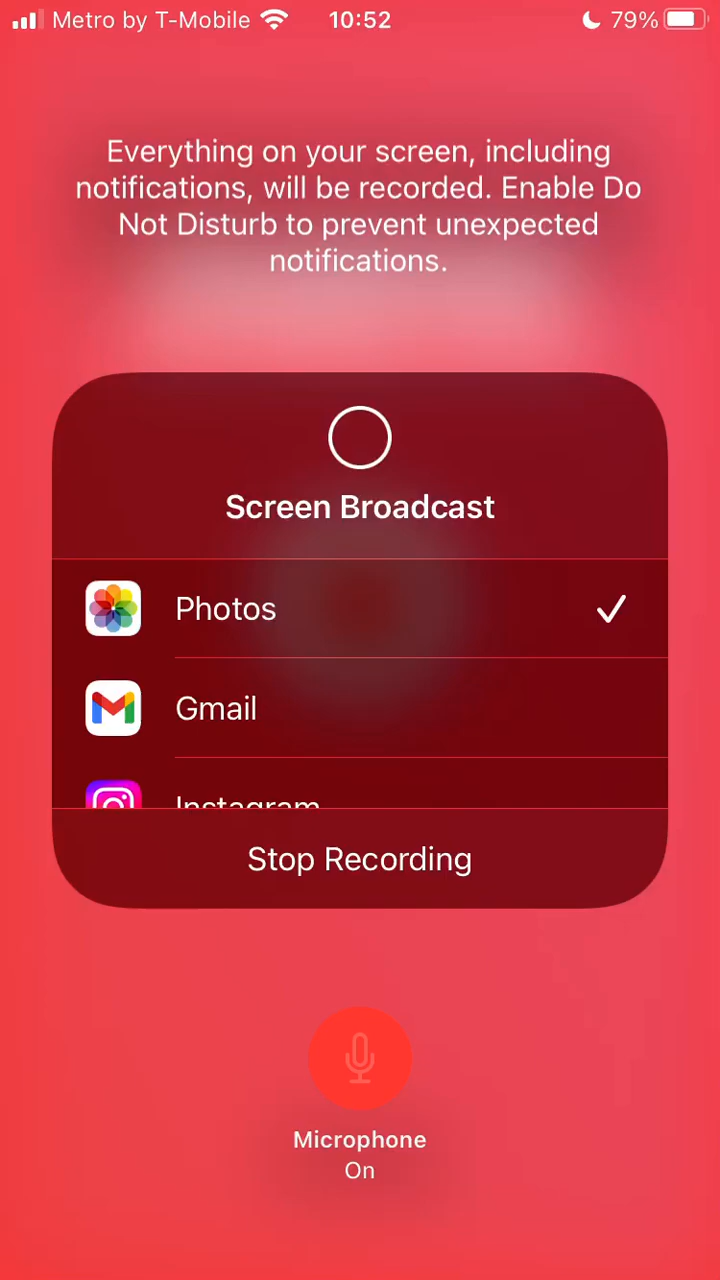 Metro by T-Mobile 10:52 79%
Everything on your screen, including
notifications, will be recorded. Enable Do
Not Disturb to prevent unexpected
notifications.
Screen Broadcast
Photos
Gmail
Instagram
Stop Recording
Microphone
On